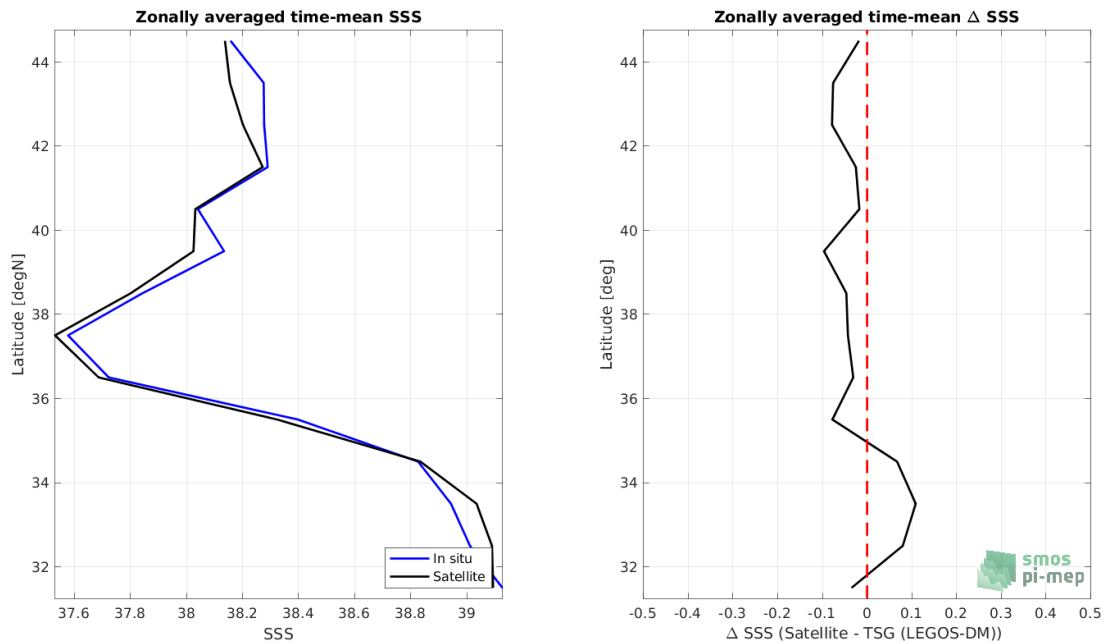 Zonally averaged time-mean SSS
Latitude [degN]
44
42
40
38
36
34
32
37.6 37.8 38 38.2 38.4 38.6 38.8 39
SSS
In situ
Satellite
Zonally averaged time-mean Δ SSS
Latitude [deg]
44
42
40
38
36
34
32
-0.5 -0.4 -0.3 -0.2 -0.1 0 0.1 0.2 0.3 0.4 0.5
Δ SSS (Satellite - TSG (LEGOS-DM))
smos
pi-mep